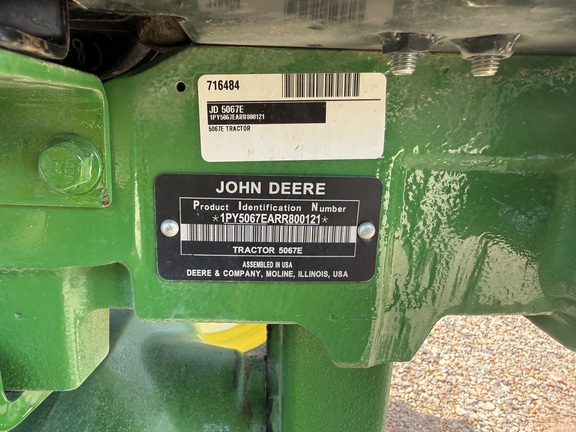 716484
JD 5067E
1PY5067EARR800121
5067E TRACTOR
JOHN DEERE
Product Identification Number
*1PY5067EARR800121*
TRACTOR 5067E
ASSEMBLED IN USA
DEERE & COMPANY, MOLINE, ILLINOIS, USA